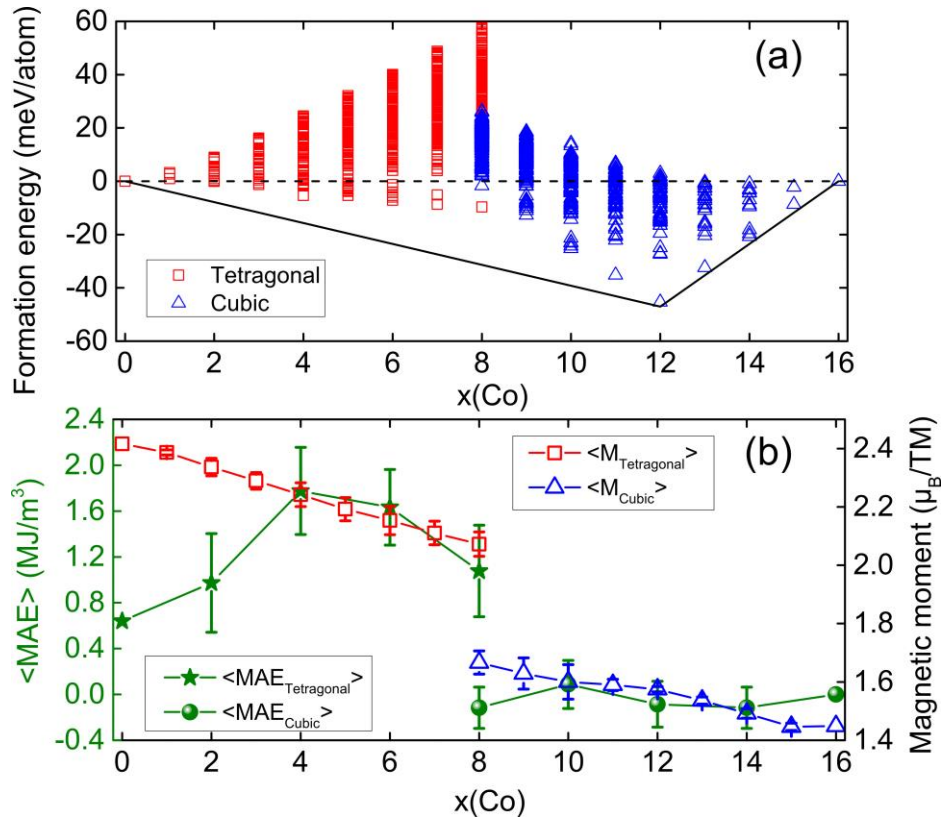 (a)
Formation energy (meV/atom)
60
40
20
0
-20
-40
-60
Tetragonal
Cubic
0 2 4 6 8 10 12 14 16
x(Co)
(b)
<MAE> (MJ/m³)
2.4
2.0
1.6
1.2
0.8
0.4
0.0
-0.4
<M_Tetragonal>
<M_Cubic>
<MAE_Tetragonal>
<MAE_Cubic>
2.4
2.2
2.0
1.8
1.6
1.4
Magnetic moment (μ_B/TM)
0 2 4 6 8 10 12 14 16
x(Co)